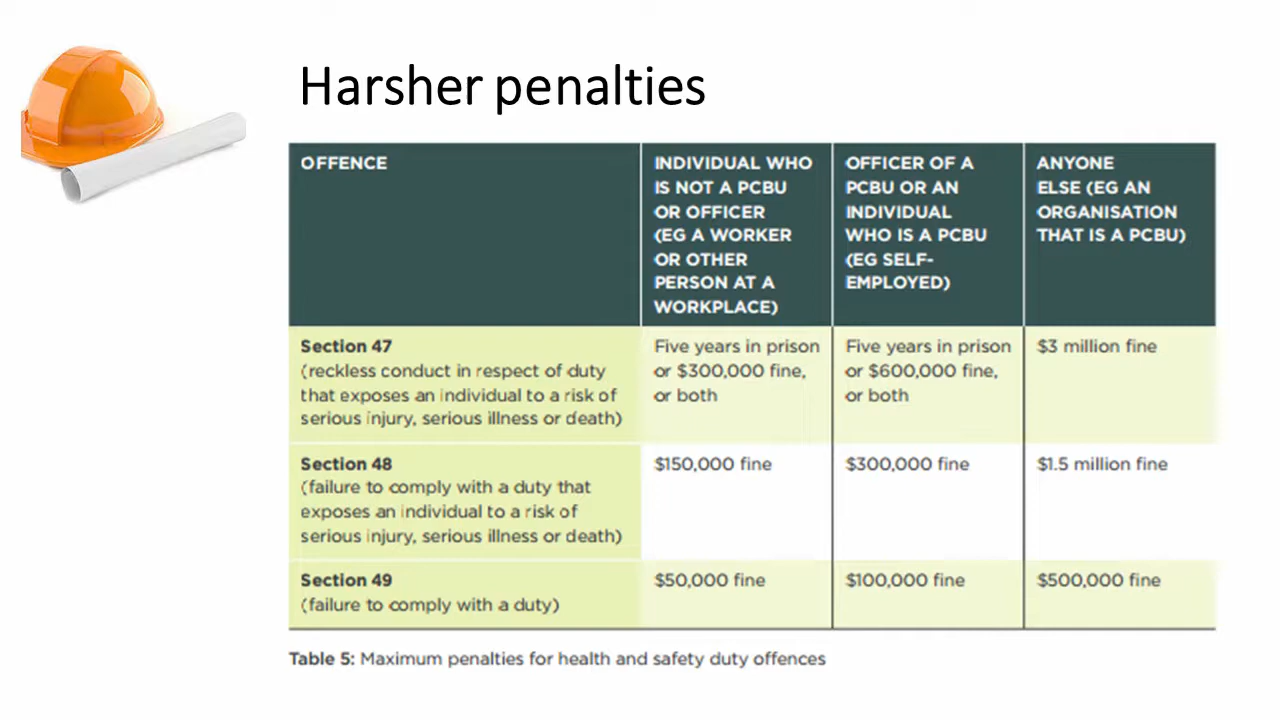 Harsher penalties
OFFENCE
INDIVIDUAL WHO
IS NOT A PCBU
OR OFFICER
(EG A WORKER
OR OTHER
PERSON AT A
WORKPLACE)
OFFICER OF A
PCBU OR AN
INDIVIDUAL
WHO IS A PCBU
(EG SELF-
EMPLOYED)
ANYONE
ELSE (EG AN
ORGANISATION
THAT IS A PCBU)
Section 47
(reckless conduct in respect of duty
that exposes an individual to a risk of
serious injury, serious illness or death)
Five years in prison
or $300,000 fine,
or both
Five years in prison
or $600,000 fine,
or both
$3 million fine
Section 48
(failure to comply with a duty that
exposes an individual to a risk of
serious injury, serious illness or death)
$150,000 fine
$300,000 fine
$1.5 million fine
Section 49
(failure to comply with a duty)
$50,000 fine
$100,000 fine
$500,000 fine
Table 5: Maximum penalties for health and safety duty offences